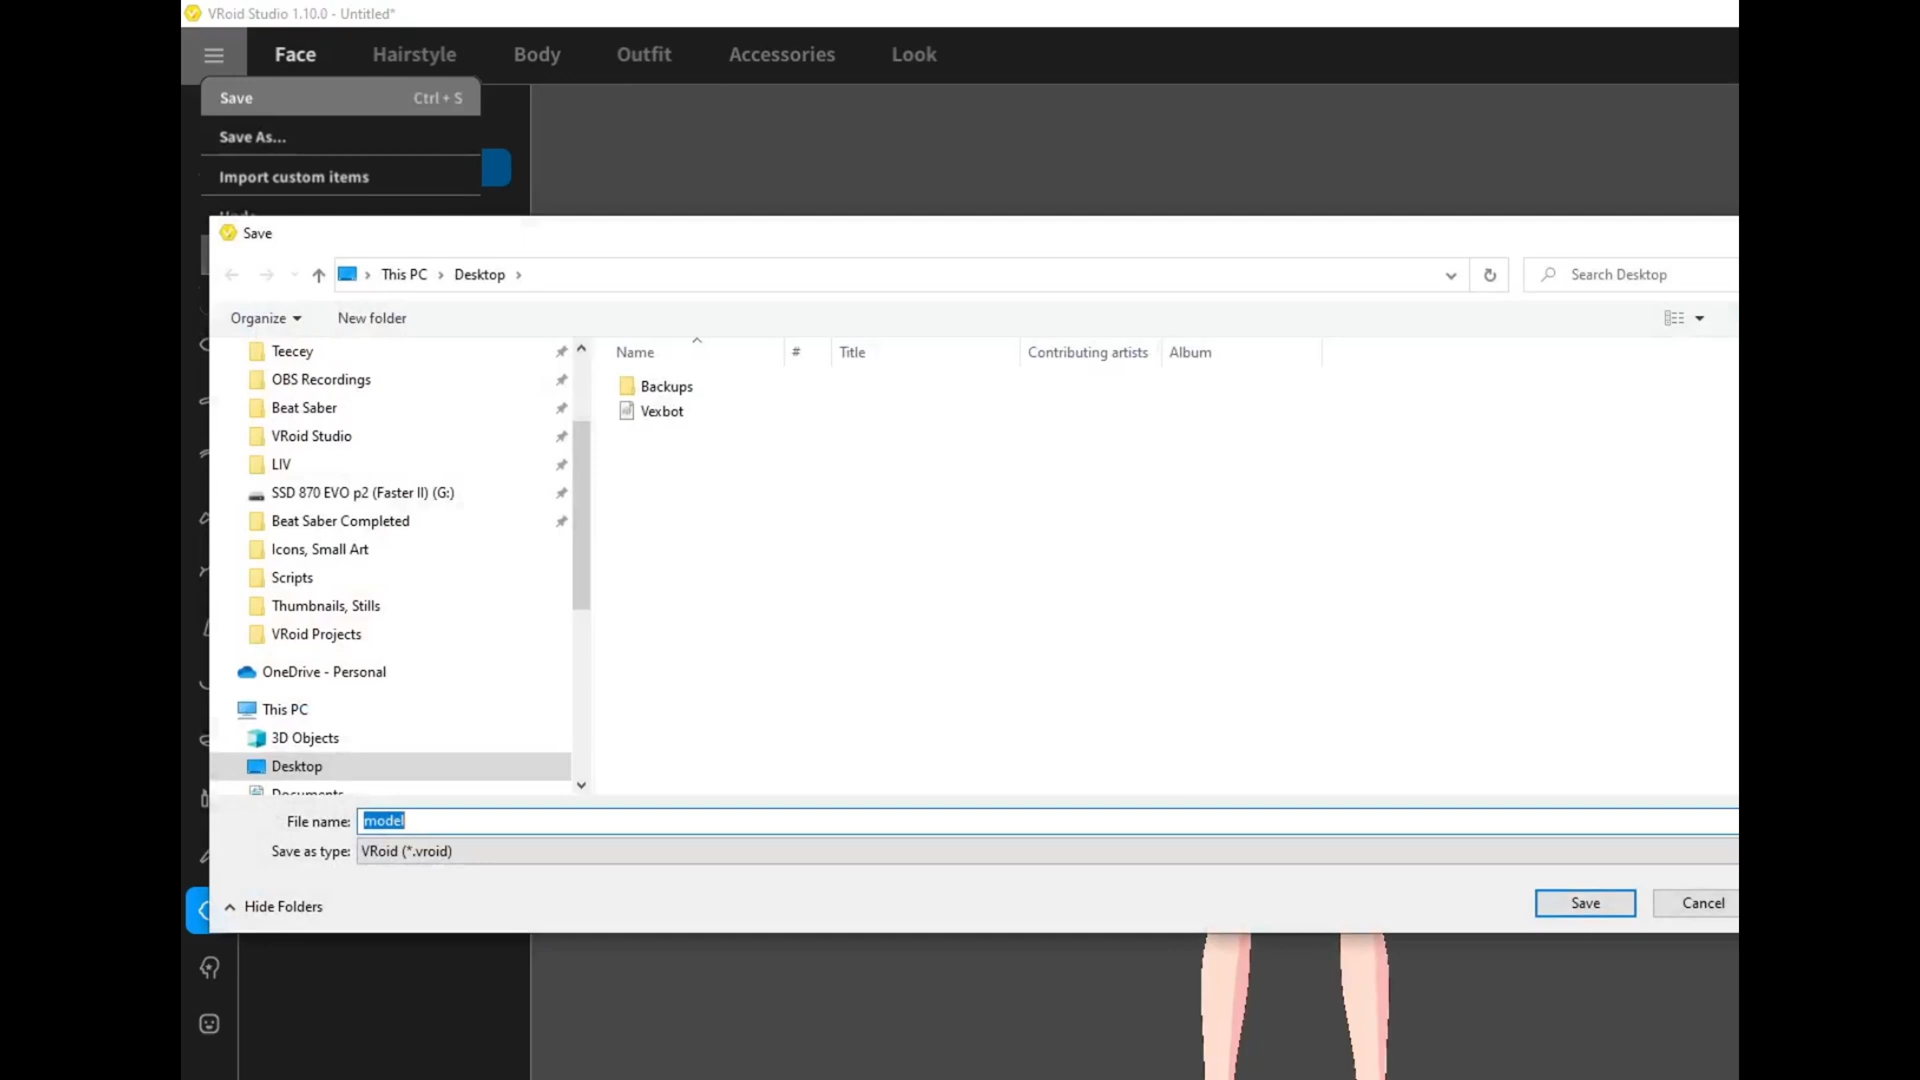 VRoid Studio 1.10.0 - Untitled*
Face Hairstyle Body Outfit Accessories Look
Save Ctrl + S
Save As...
Import custom items
Save
This PC > Desktop >
Search Desktop
Organize New folder
Name # Title Contributing artists Album
Teecey
OBS Recordings
Beat Saber
VRoid Studio
LIV
SSD 870 EVO p2 (Faster II) (G:)
Beat Saber Completed
Icons, Small Art
Scripts
Thumbnails, Stills
VRoid Projects
OneDrive - Personal
This PC
3D Objects
Desktop
Documents
Backups
Vexbot
File name: model
Save as type: VRoid (*.vroid)
Hide Folders
Save Cancel